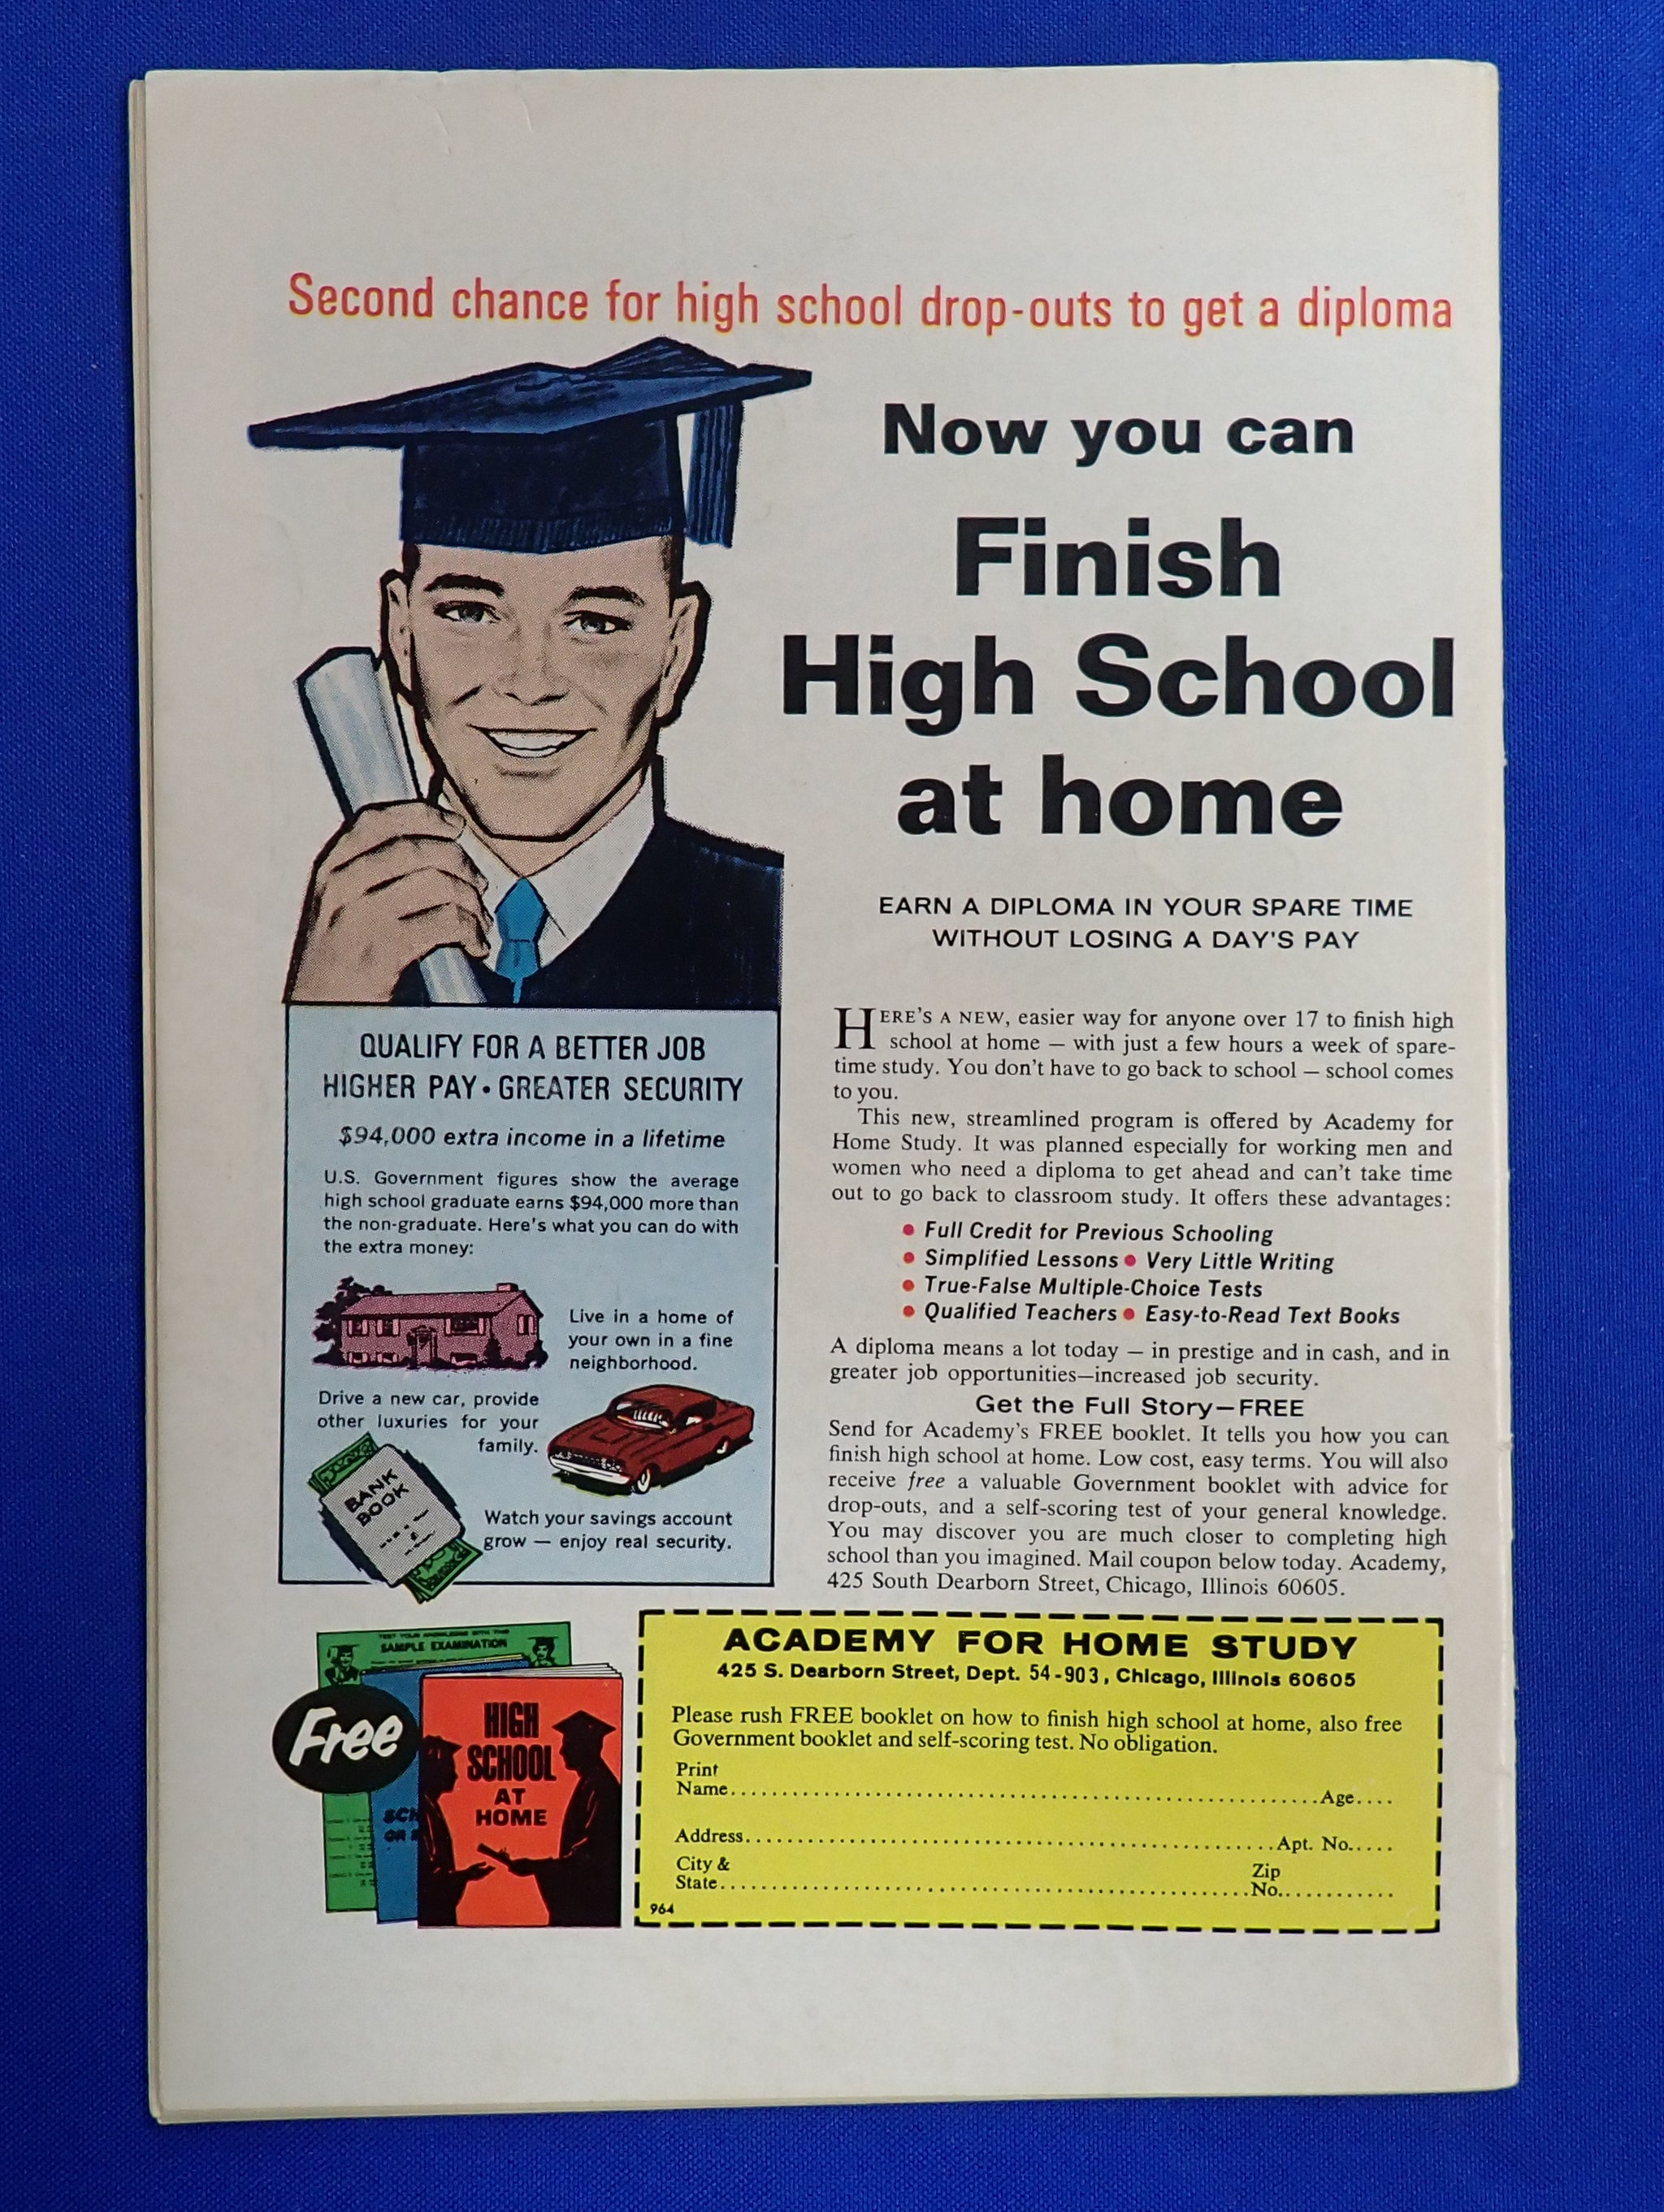 Second chance for high school drop-outs to get a diploma
Now you can
Finish
High School
at home
EARN A DIPLOMA IN YOUR SPARE TIME
WITHOUT LOSING A DAY'S PAY
HERE'S A NEW, easier way for anyone over 17 to finish high
school at home — with just a few hours a week of spare-
time study. You don't have to go back to school — school comes
to you.
This new, streamlined program is offered by Academy for
Home Study. It was planned especially for working men and
women who need a diploma to get ahead and can't take time
out to go back to classroom study. It offers these advantages:
• Full Credit for Previous Schooling
• Simplified Lessons • Very Little Writing
• True-False Multiple-Choice Tests
• Qualified Teachers • Easy-to-Read Text Books
A diploma means a lot today — in prestige and in cash, and in
greater job opportunities—increased job security.
Get the Full Story—FREE
Send for Academy's FREE booklet. It tells you how you can
finish high school at home. Low cost, easy terms. You will also
receive free a valuable Government booklet with advice for
drop-outs, and a self-scoring test of your general knowledge.
You may discover you are much closer to completing high
school than you imagined. Mail coupon below today. Academy,
425 South Dearborn Street, Chicago, Illinois 60605.
QUALIFY FOR A BETTER JOB
HIGHER PAY • GREATER SECURITY
$94,000 extra income in a lifetime
U.S. Government figures show the average
high school graduate earns $94,000 more than
the non-graduate. Here's what you can do with
the extra money:
Live in a home of
your own in a fine
neighborhood.
Drive a new car, provide
other luxuries for your
family.
BANK
BOOK
Watch your savings account
grow — enjoy real security.
TEST YOUR KNOWLEDGE WITH THIS
SAMPLE EXAMINATION
Free
SCH
OR
HIGH
SCHOOL
AT
HOME
ACADEMY FOR HOME STUDY
425 S. Dearborn Street, Dept. 54-903, Chicago, Illinois 60605
Please rush FREE booklet on how to finish high school at home, also free
Government booklet and self-scoring test. No obligation.
Print
Name..........Age....
Address..........Apt. No.....
City &
State..........Zip No...........
964